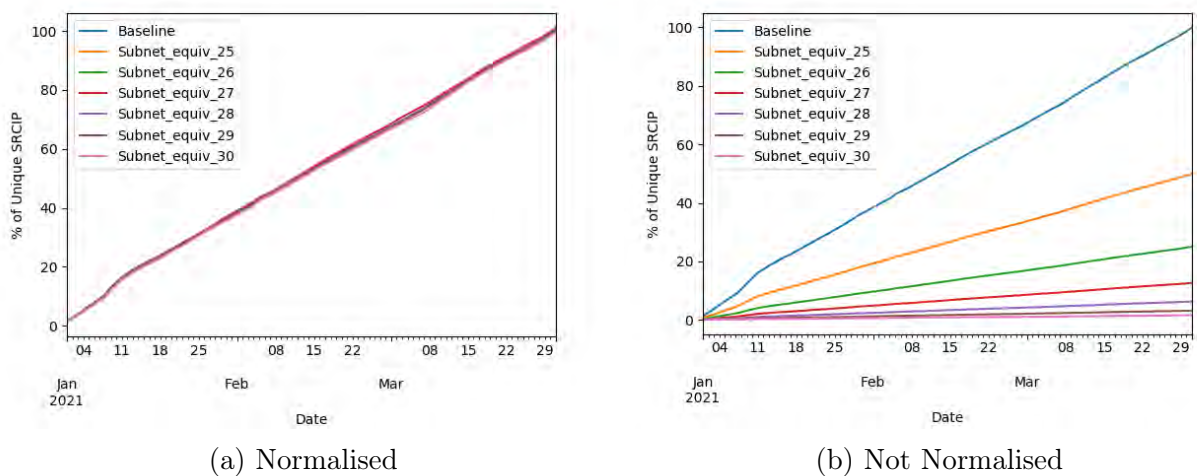 100
80
60
40
20
0
% of Unique SRCIP
Baseline
Subnet_equiv_25
Subnet_equiv_26
Subnet_equiv_27
Subnet_equiv_28
Subnet_equiv_29
Subnet_equiv_30
04 11 18 25 08 15 22 08 15 22 29
Jan Feb Mar
2021
Date
(a) Normalised
100
80
60
40
20
0
% of Unique SRCIP
Baseline
Subnet_equiv_25
Subnet_equiv_26
Subnet_equiv_27
Subnet_equiv_28
Subnet_equiv_29
Subnet_equiv_30
04 11 18 25 08 15 22 08 15 22 29
Jan Feb Mar
2021
Date
(b) Not Normalised